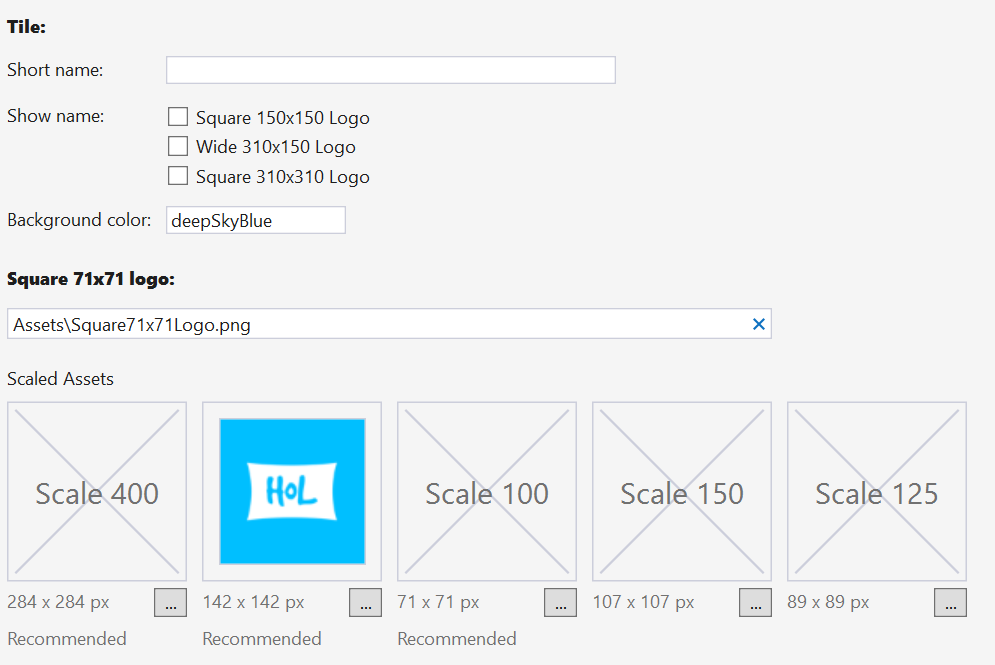 Tile:
Short name:
Show name:
Square 150x150 Logo
Wide 310x150 Logo
Square 310x310 Logo
Background color: deepSkyBlue
Square 71x71 logo:
Assets\Square71x71Logo.png
Scaled Assets
Scale 400 HoL Scale 100 Scale 150 Scale 125
284 x 284 px ... 142 x 142 px ... 71 x 71 px ... 107 x 107 px ... 89 x 89 px ...
Recommended Recommended Recommended